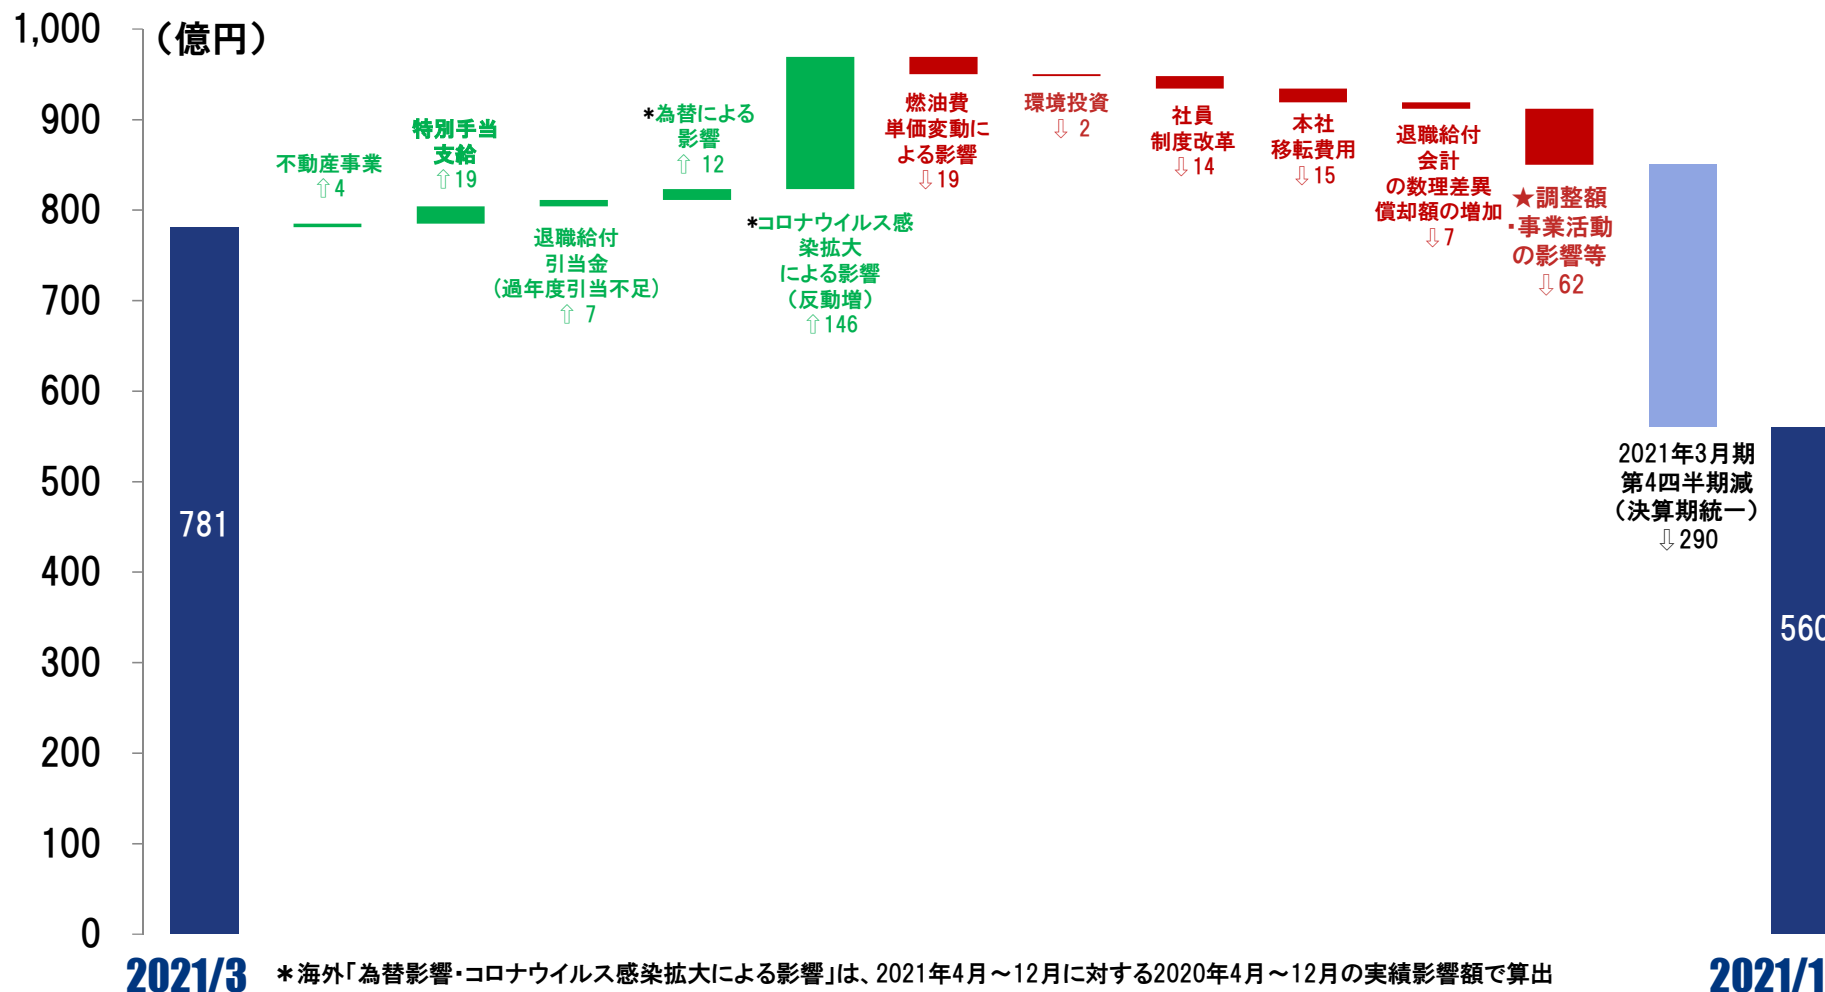 1,000
(億円)
900
800
700
600
500
400
300
200
100
0
781
不動産事業
⇧4
特別手当
支給
⇧19
退職給付
引当金
(過年度引当不足)
⇧ 7
*為替による
影響
⇧ 12
*コロナウイルス感
染拡大
による影響
(反動増)
⇧146
燃油費
単価変動に
よる影響
⇩19
環境投資
⇩ 2
社員
制度改革
⇩14
本社
移転費用
⇩15
退職給付
会計
の数理差異
償却額の増加
⇩7
★調整額
・事業活動
の影響等
⇩62
2021年3月期
第4四半期減
(決算期統一)
⇩290
560
2021/3
*海外「為替影響・コロナウイルス感染拡大による影響」は、2021年4月~12月に対する2020年4月~12月の実績影響額で算出
2021/1